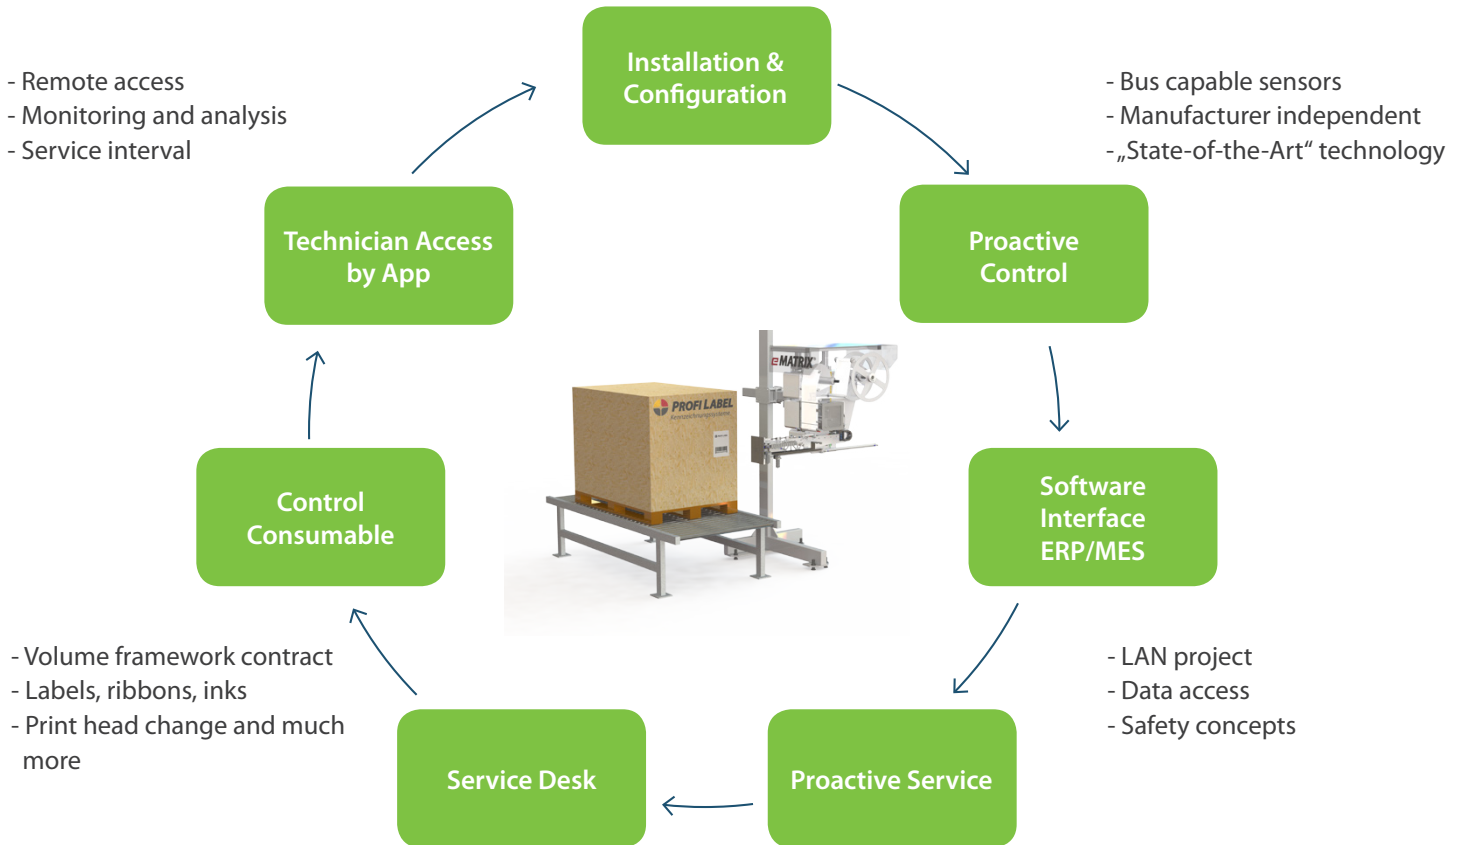 Installation &
Configuration
- Remote access
- Monitoring and analysis
- Service interval
- Bus capable sensors
- Manufacturer independent
-„State-of-the-Art“ technology
Technician Access
by App
Proactive
Control
eMATRIX
PROFI LABEL
Kennzeichnungssysteme
Control
Consumable
Software
Interface
ERP/MES
- Volume framework contract
- Labels, ribbons, inks
- Print head change and much
more
- LAN project
- Data access
- Safety concepts
Service Desk
Proactive Service